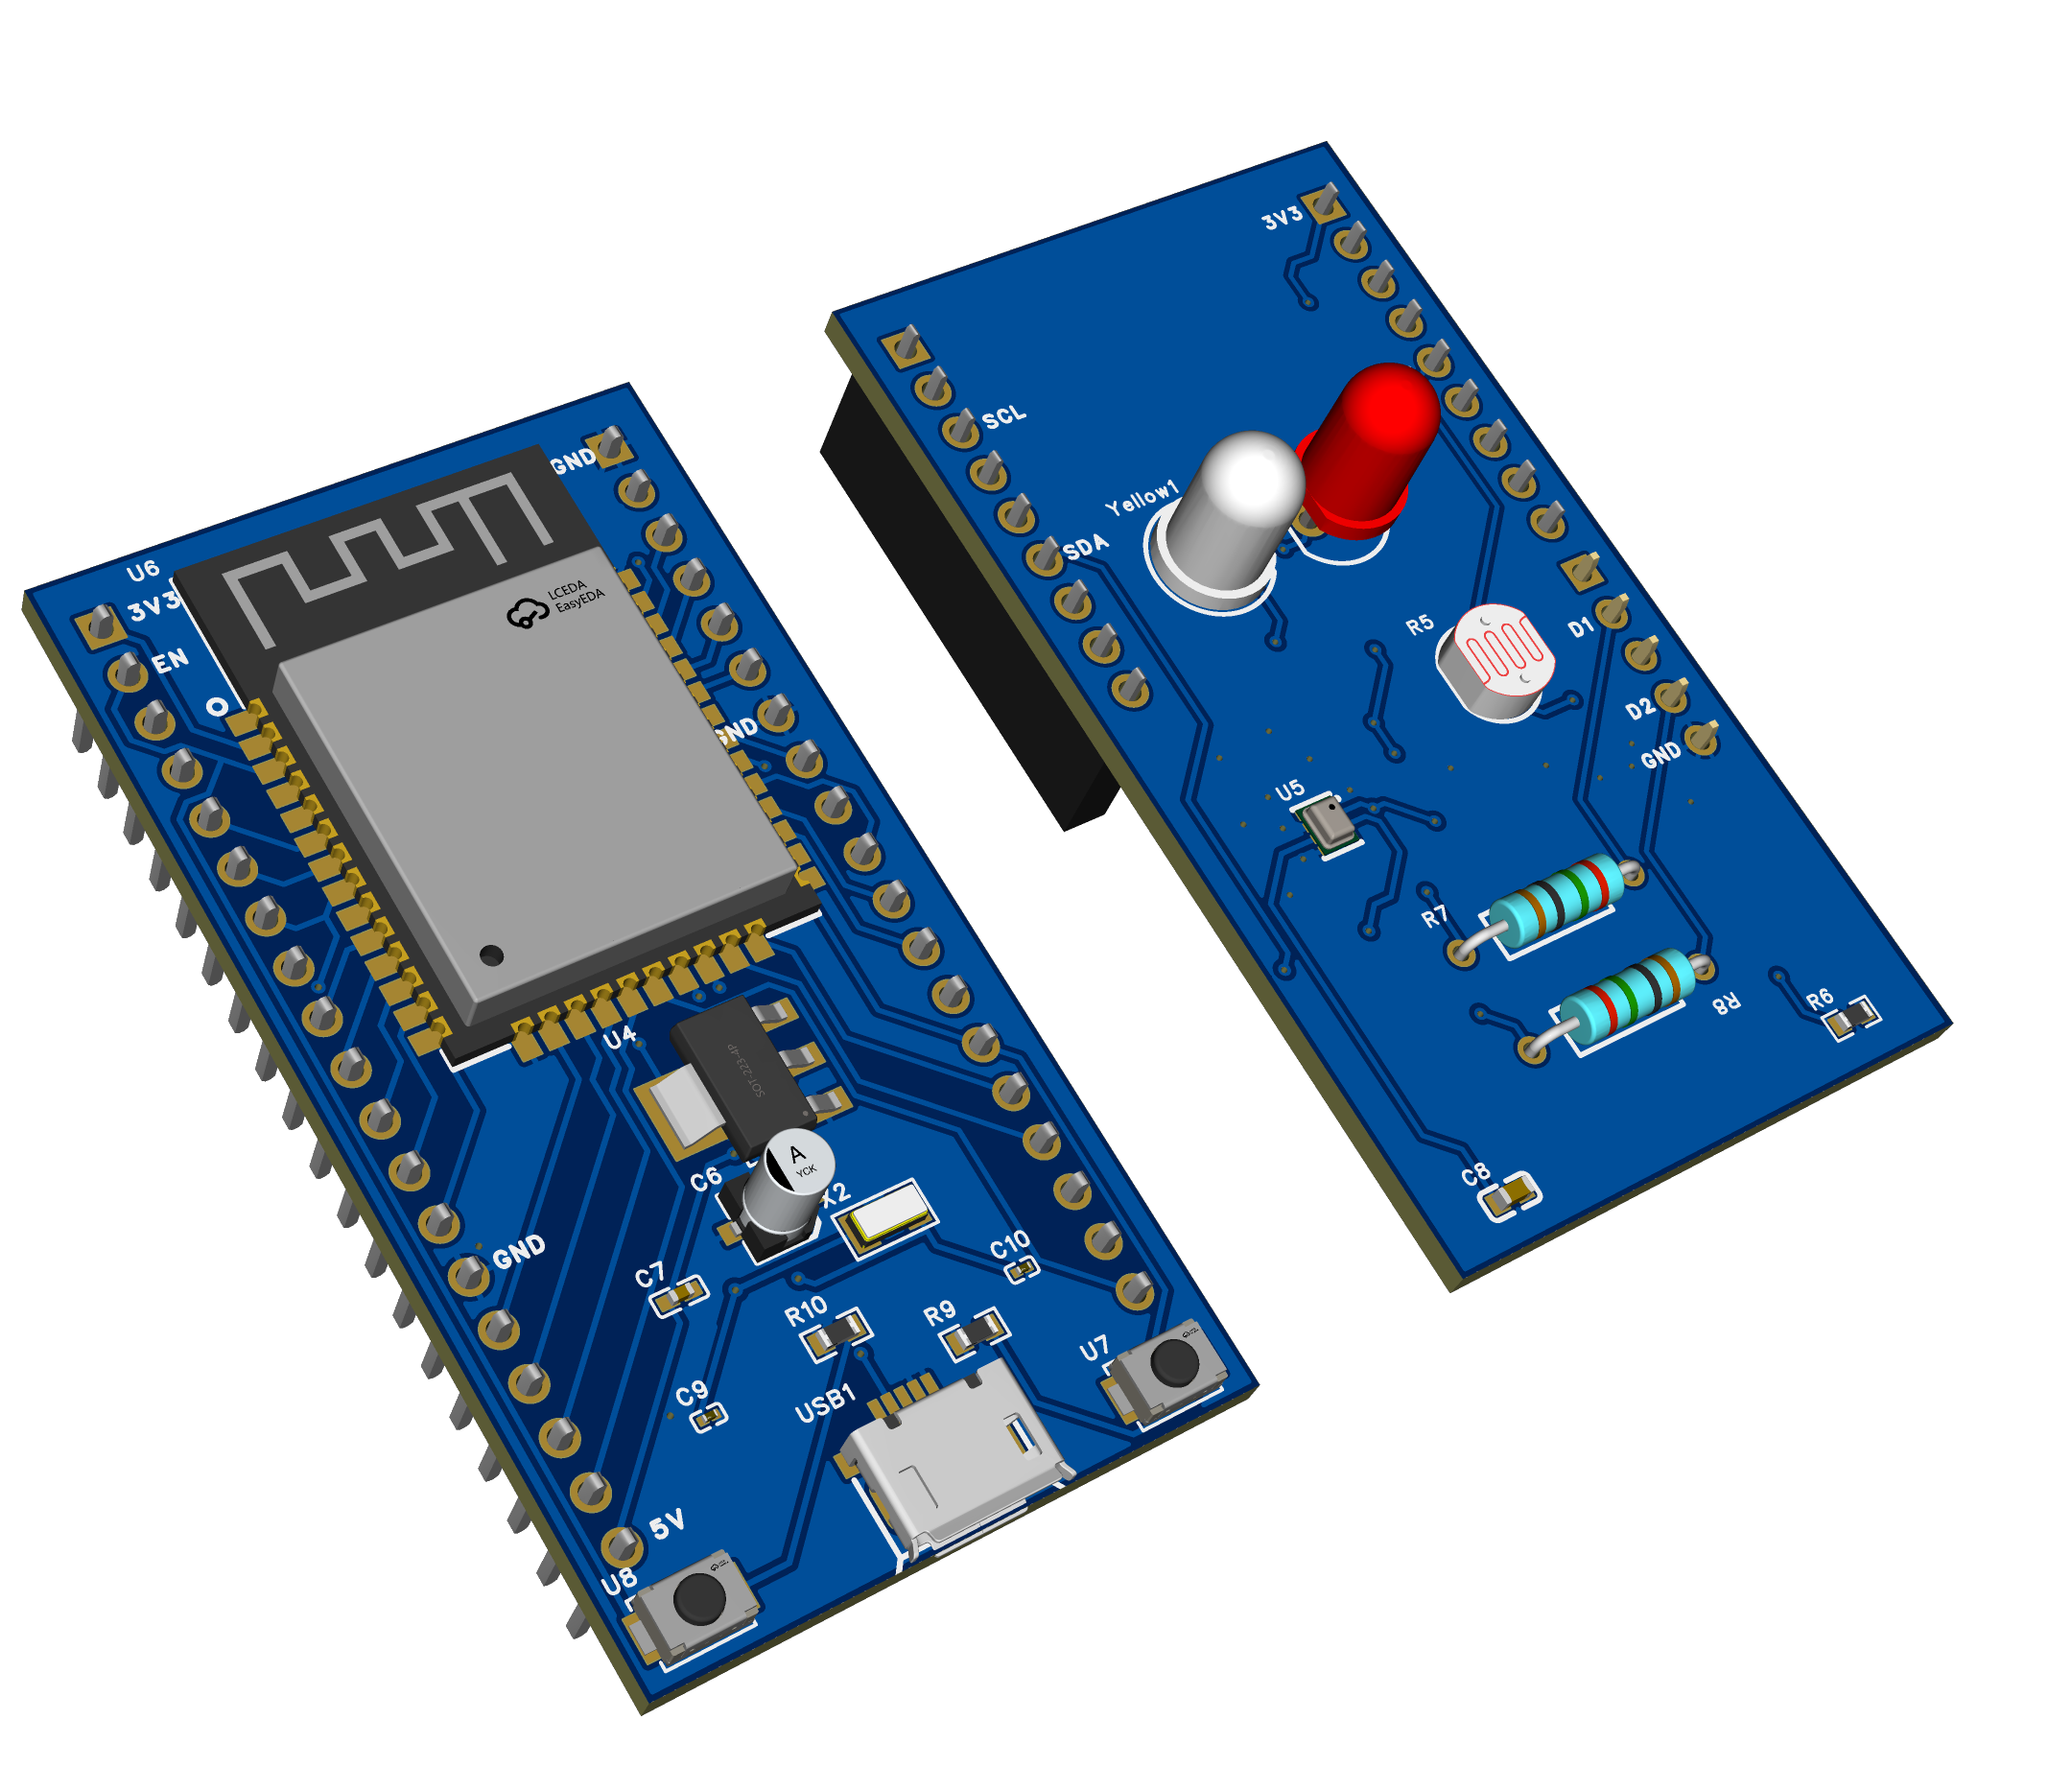 U6
3V3
EN
GND
LCEDA
EasyEDA
GND
U4
SOT-223-4P
C6
A
YCK
X2
GND
C7
C10
R10
R9
C9
USB1
U7
5V
U8
3V3
SCL
SDA
Yellow1
R5
D1
D2
GND
U5
R7
R8
R6
C8